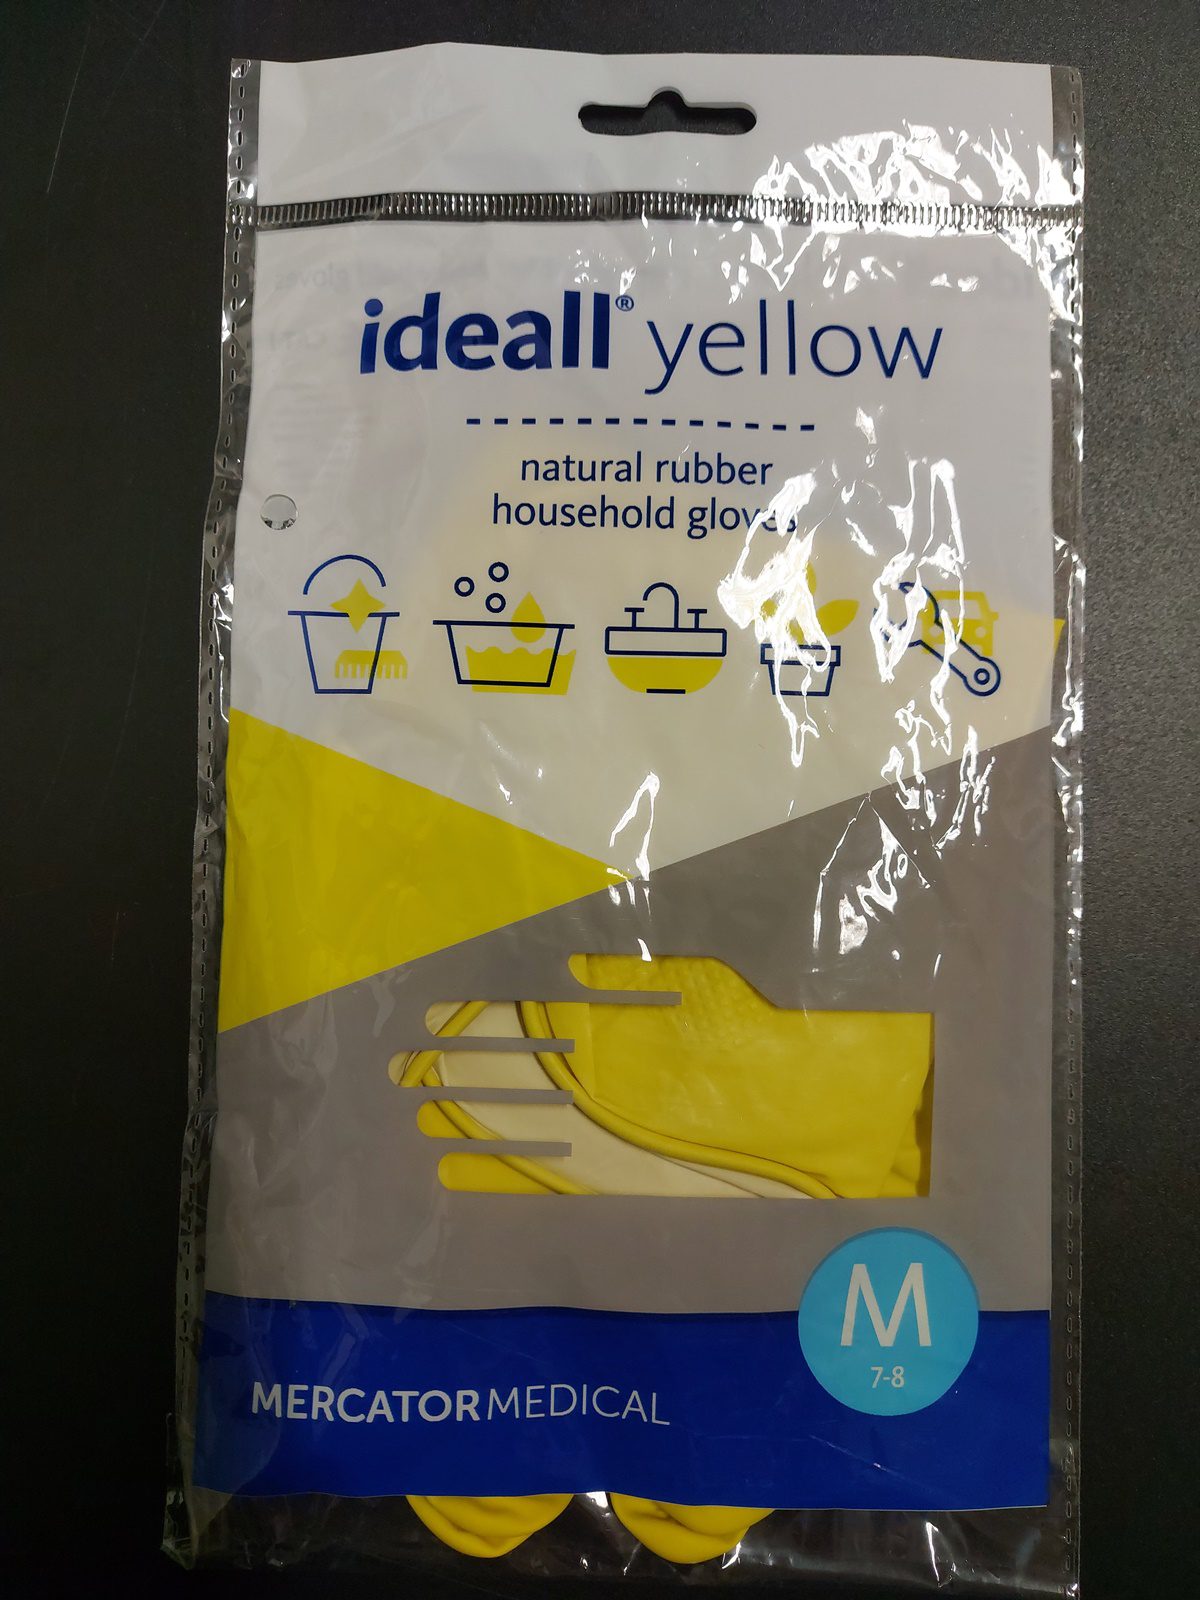 ideall® yellow
natural rubber
household gloves
M
7-8
MERCATOR MEDICAL